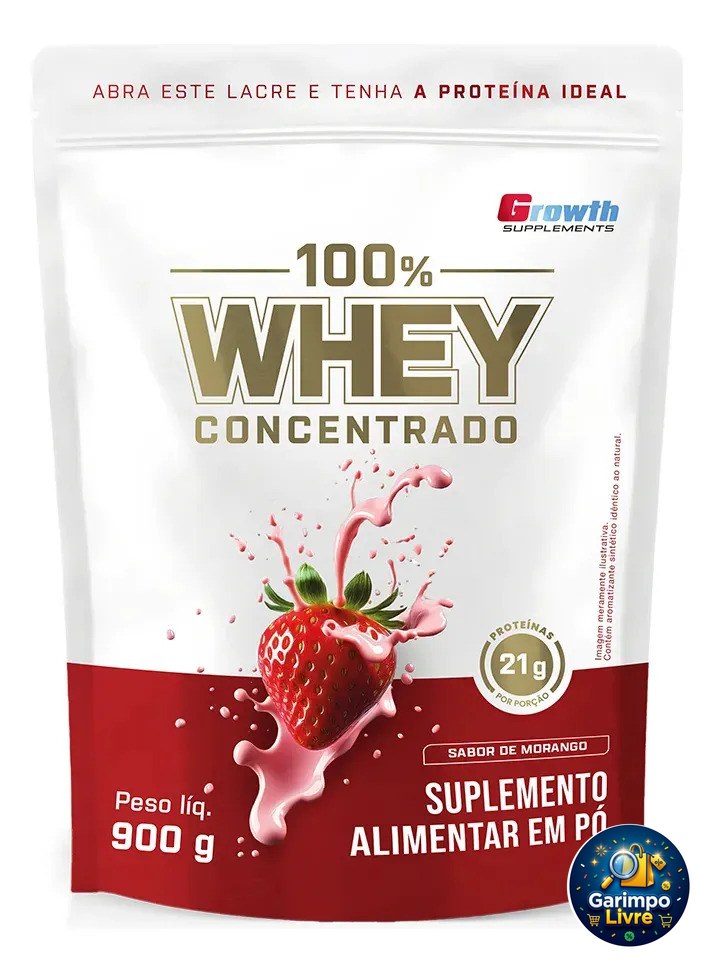 ABRA ESTE LACRE E TENHA A PROTEÍNA IDEAL
Growth
SUPPLEMENTS
100%
WHEY
CONCENTRADO
Imagem meramente ilustrativa.
Contém aromatizante sintético idêntico ao natural.
PROTEÍNAS
21g
POR PORÇÃO
SABOR DE MORANGO
Peso líq.
900 g
SUPLEMENTO
ALIMENTAR EM PÓ
Garimpo
Livre